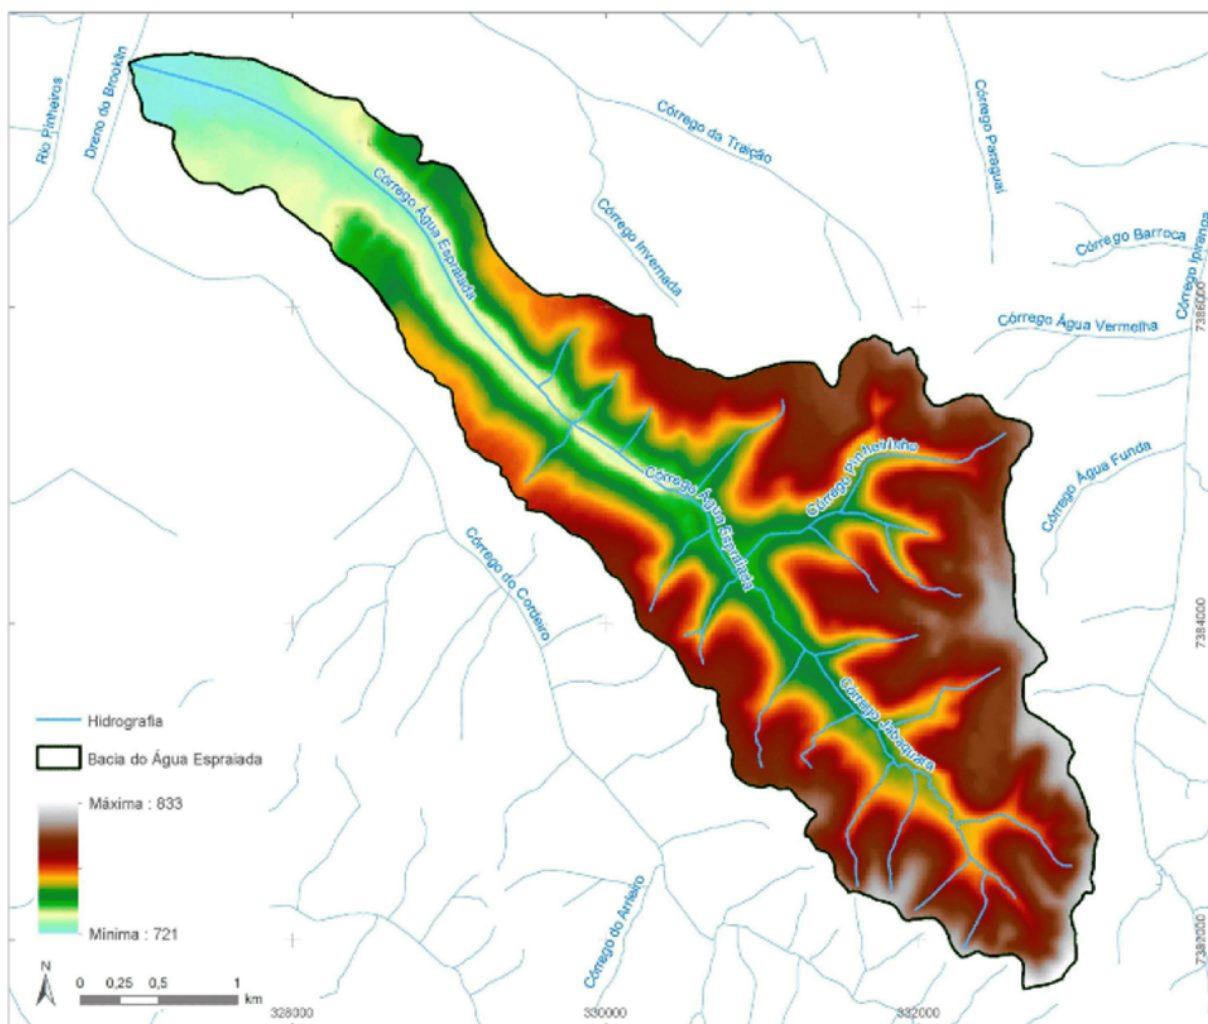 Rio Pinheiros
Dreno do Brooklin
Córrego da Traição
Córrego Paraguai
Córrego Invernada
Córrego Barroca
Córrego Ipiranga
Córrego Água Espraiada
Córrego Água Vermelha
7386000
Córrego Pinheirinho
Córrego Água Funda
Córrego Água Espraiada
Córrego do Cordeiro
7384000
Córrego Jabaquara
Hidrografia
Bacia do Água Espraiada
Máxima : 833
Mínima : 721
Córrego do Arrieiro
7382000
N
0 0,25 0,5 1
km
328000 330000 332000